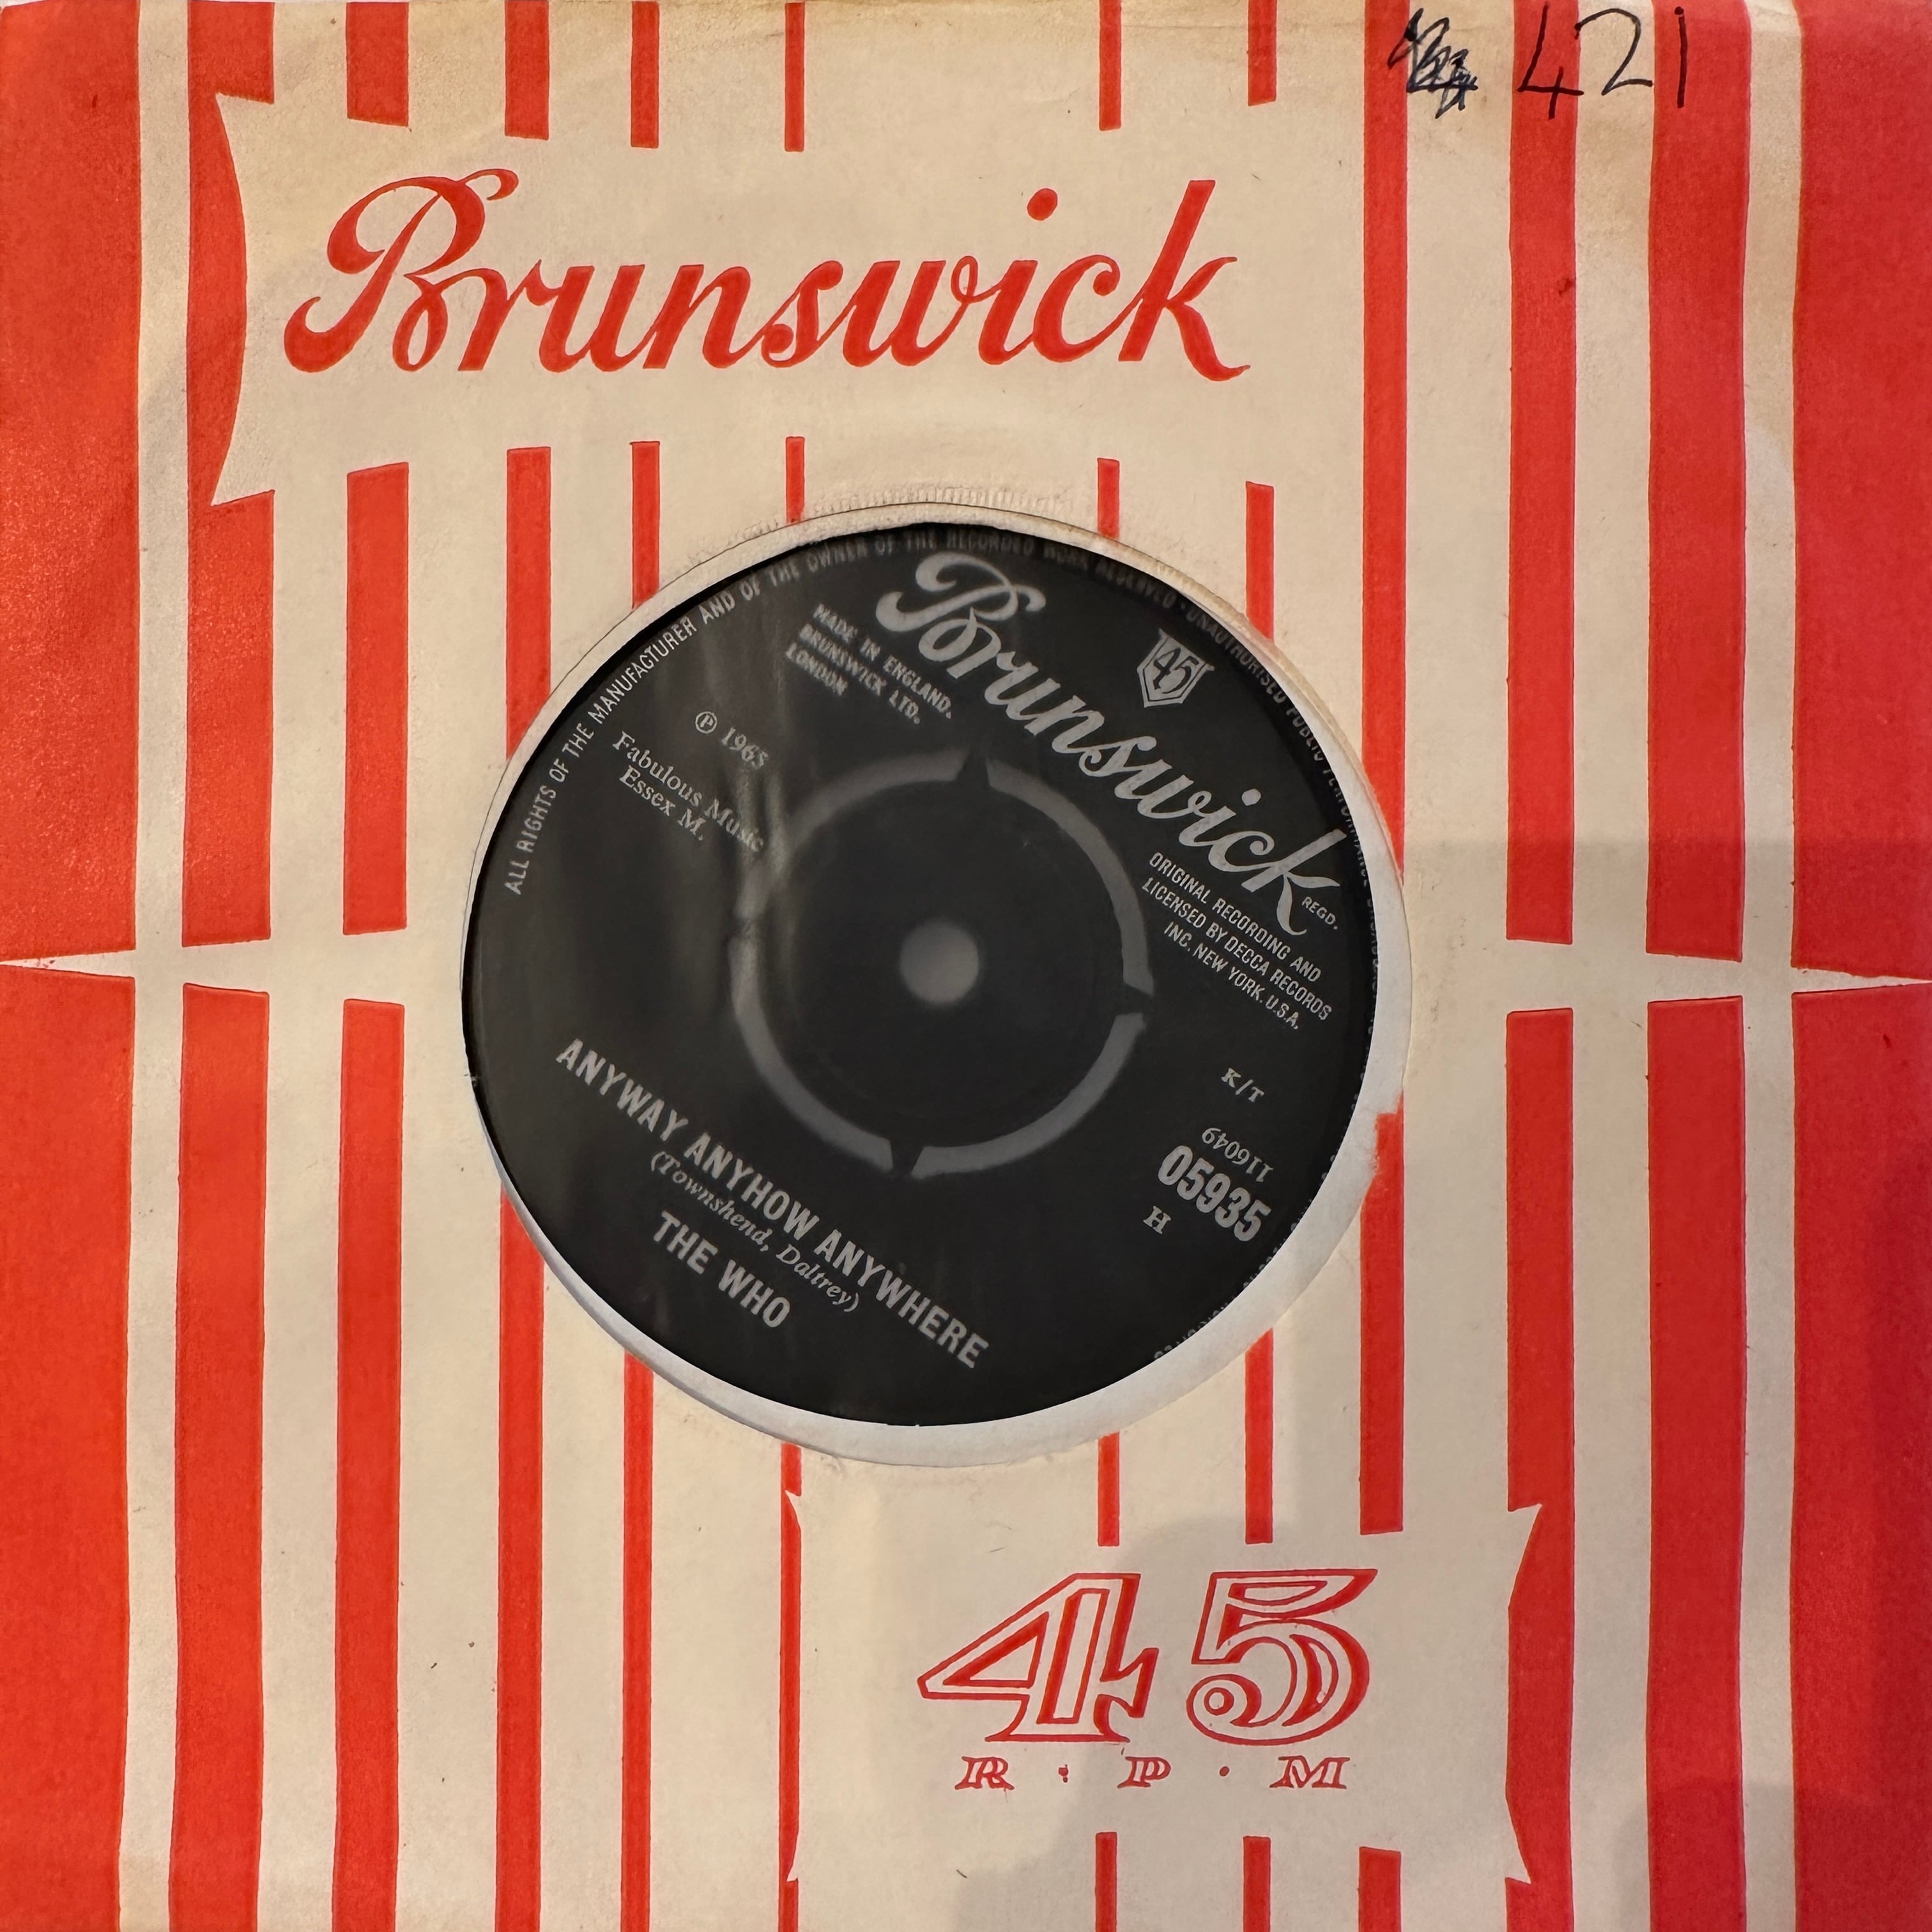 421
Brunswick
ALL RIGHTS OF THE MANUFACTURER AND OF THE OWNER OF THE RECORDED WORK RESERVED · UNAUTHORISED PUBLIC
Brunswick
REGD.
45
MADE IN ENGLAND.
BRUNSWICK LTD.
LONDON
℗ 1965
Fabulous Music
Essex M.
ORIGINAL RECORDING AND
LICENSED BY DECCA RECORDS
INC. NEW YORK. U.S.A.
K/T
116049
05935
H
ANYWAY ANYHOW ANYWHERE
(Townshend, Daltrey)
THE WHO
45
R·P·M